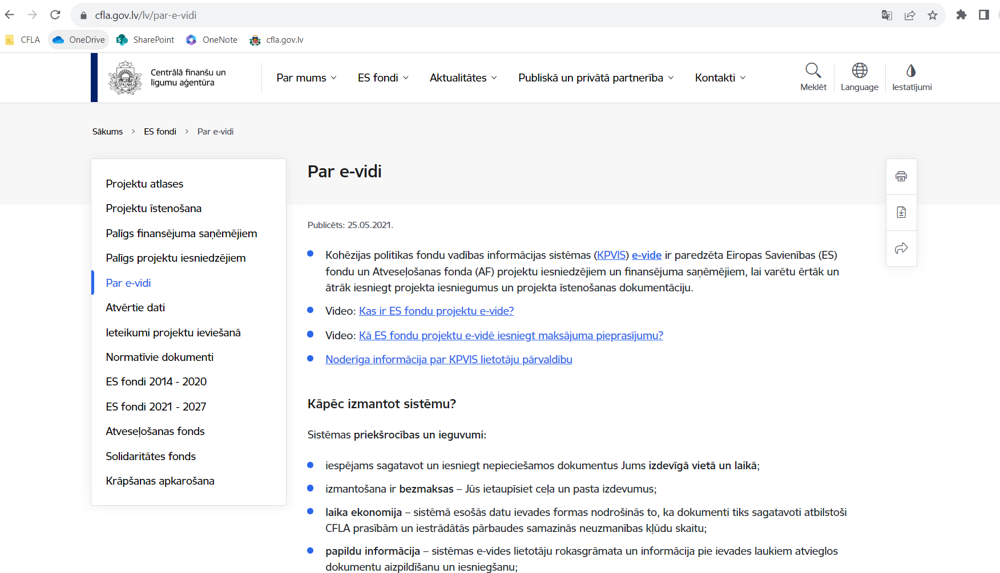 cfla.gov.lv/lv/par-e-vidi
CFLA
OneDrive
SharePoint
OneNote
cfla.gov.lv
Centrālā finanšu un
līgumu aģentūra
Par mums
ES fondi
Aktualitātes
Publiskā un privātā partnerība
Kontakti
Meklēt
Language
Iestatījumi
Sākums > ES fondi > Par e-vidi
Projektu atlases
Projektu īstenošana
Palīgs finansējuma saņēmējiem
Palīgs projektu iesniedzējiem
Par e-vidi
Atvērtie dati
Ieteikumi projektu ieviešanā
Normatīvie dokumenti
ES fondi 2014 - 2020
ES fondi 2021 - 2027
Atveseļošanas fonds
Solidaritātes fonds
Krāpšanas apkarošana
Par e-vidi
Publicēts: 25.05.2021.
Kohēzijas politikas fondu vadības informācijas sistēmas (KPVIS) e-vide ir paredzēta Eiropas Savienības (ES)
fondu un Atveseļošanas fonda (AF) projektu iesniedzējiem un finansējuma saņēmējiem, lai varētu ērtāk un
ātrāk iesniegt projekta iesniegumus un projekta īstenošanas dokumentāciju.
Video: Kas ir ES fondu projektu e-vide?
Video: Kā ES fondu projektu e-vidē iesniegt maksājuma pieprasījumu?
Noderīga informācija par KPVIS lietotāju pārvaldību
Kāpēc izmantot sistēmu?
Sistēmas priekšrocības un ieguvumi:
iespējams sagatavot un iesniegt nepieciešamos dokumentus Jums izdevīgā vietā un laikā;
izmantošana ir bezmaksas – Jūs ietaupīsiet ceļa un pasta izdevumus;
laika ekonomija – sistēmā esošās datu ievades formas nodrošinās to, ka dokumenti tiks sagatavoti atbilstoši
CFLA prasībām un iestrādātās pārbaudes samazinās neuzmanības kļūdu skaitu;
papildu informācija – sistēmas e-vides lietotāju rokasgrāmata un informācija pie ievades laukiem atvieglos
dokumentu aizpildīšanu un iesniegšanu;